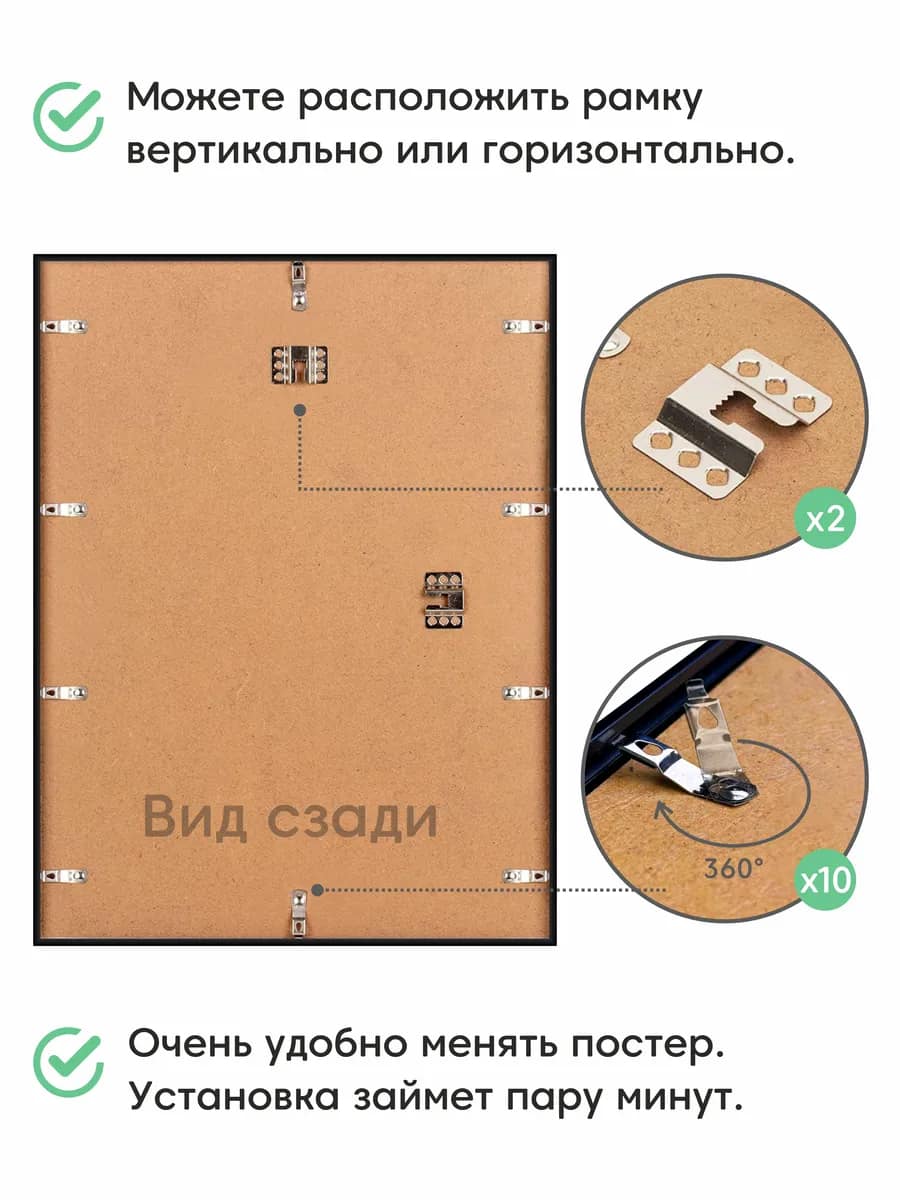 Можете расположить рамку
вертикально или горизонтально.
x2
Вид сзади
360°
x10
Очень удобно менять постер.
Установка займет пару минут.